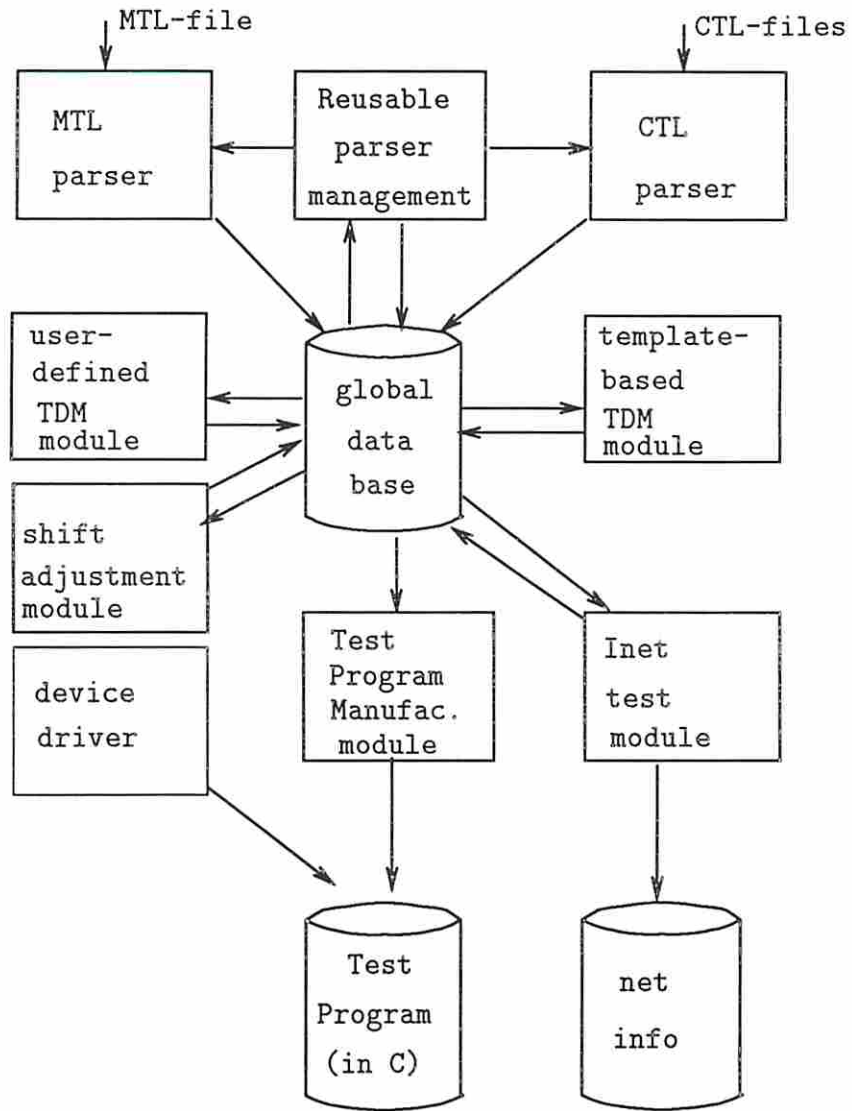 MTL-file
CTL-files
MTL
parser
Reusable
parser
management
CTL
parser
user-
defined
TDM
module
global
data
base
template-
based
TDM
module
shift
adjustment
module
device
driver
Test
Program
Manufac.
module
Inet
test
module
Test
Program
(in C)
net
info